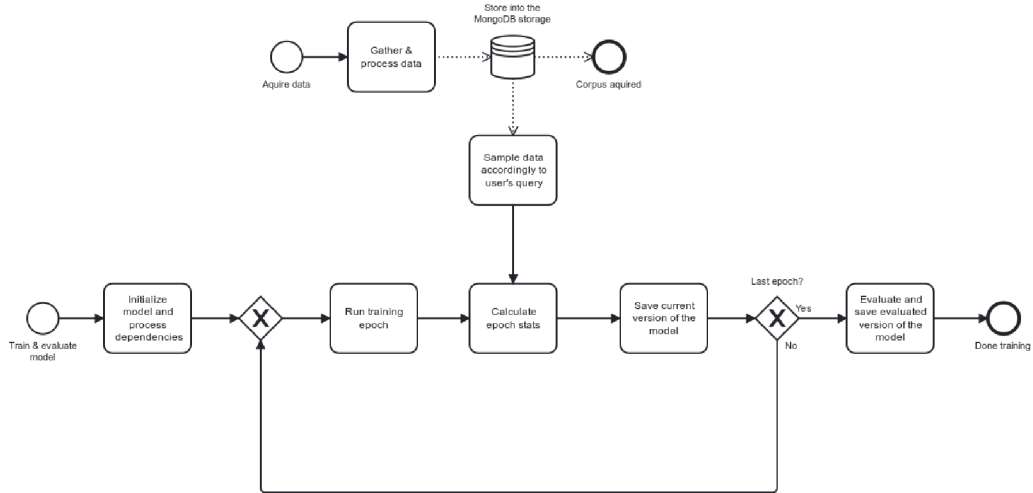 Store into the
MongoDB storage
Gather &
process data
Aquire data
Corpus aquired
Sample data
accordingly to
user's query
Last epoch?
Initialize
model and
process
dependencies
X
Run training
epoch
Calculate
epoch stats
Save current
version of the
model
X
Yes
No
Evaluate and
save evaluated
version of the
model
Train & evaluate
model
Done training